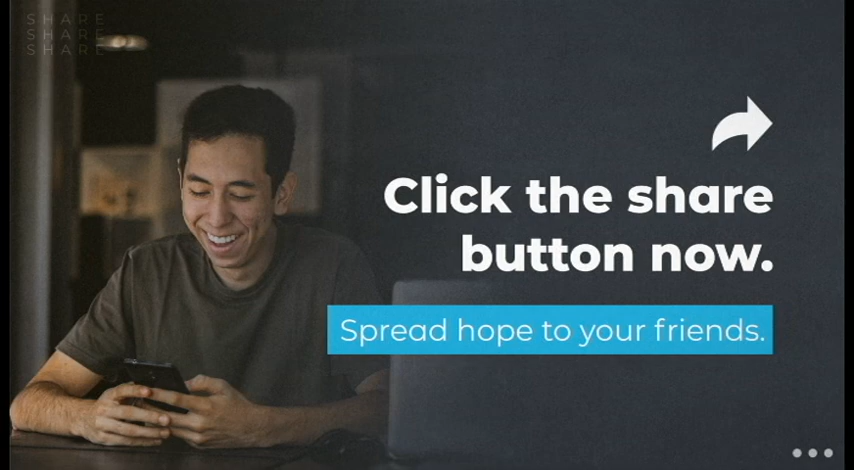 SHARE
SHARE
SHARE
Click the share
button now.
Spread hope to your friends.